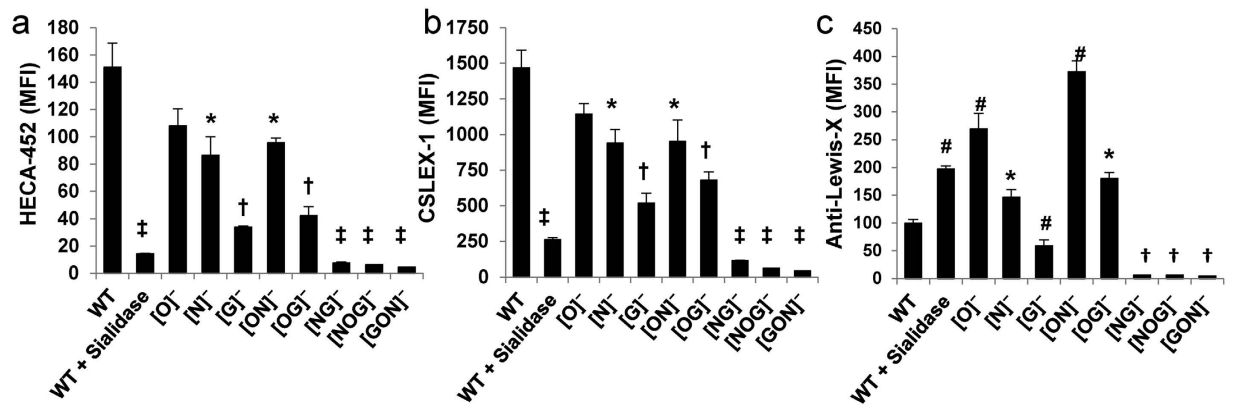 a
HECA-452 (MFI)
180
160
140
120
100
80
60
40
20
0
‡
*
†
*
†
‡
‡
‡
WT
WT + Sialidase
[O]⁻
[N]⁻
[G]⁻
[ON]⁻
[OG]⁻
[NG]⁻
[NOG]⁻
[GON]⁻
b
CSLEX-1 (MFI)
1750
1500
1250
1000
750
500
250
0
‡
*
†
*
†
‡
‡
‡
WT
WT + Sialidase
[O]⁻
[N]⁻
[G]⁻
[ON]⁻
[OG]⁻
[NG]⁻
[NOG]⁻
[GON]⁻
c
Anti-Lewis-X (MFI)
450
400
350
300
250
200
150
100
50
0
#
#
*
#
#
*
†
†
†
WT
WT + Sialidase
[O]⁻
[N]⁻
[G]⁻
[ON]⁻
[OG]⁻
[NG]⁻
[NOG]⁻
[GON]⁻